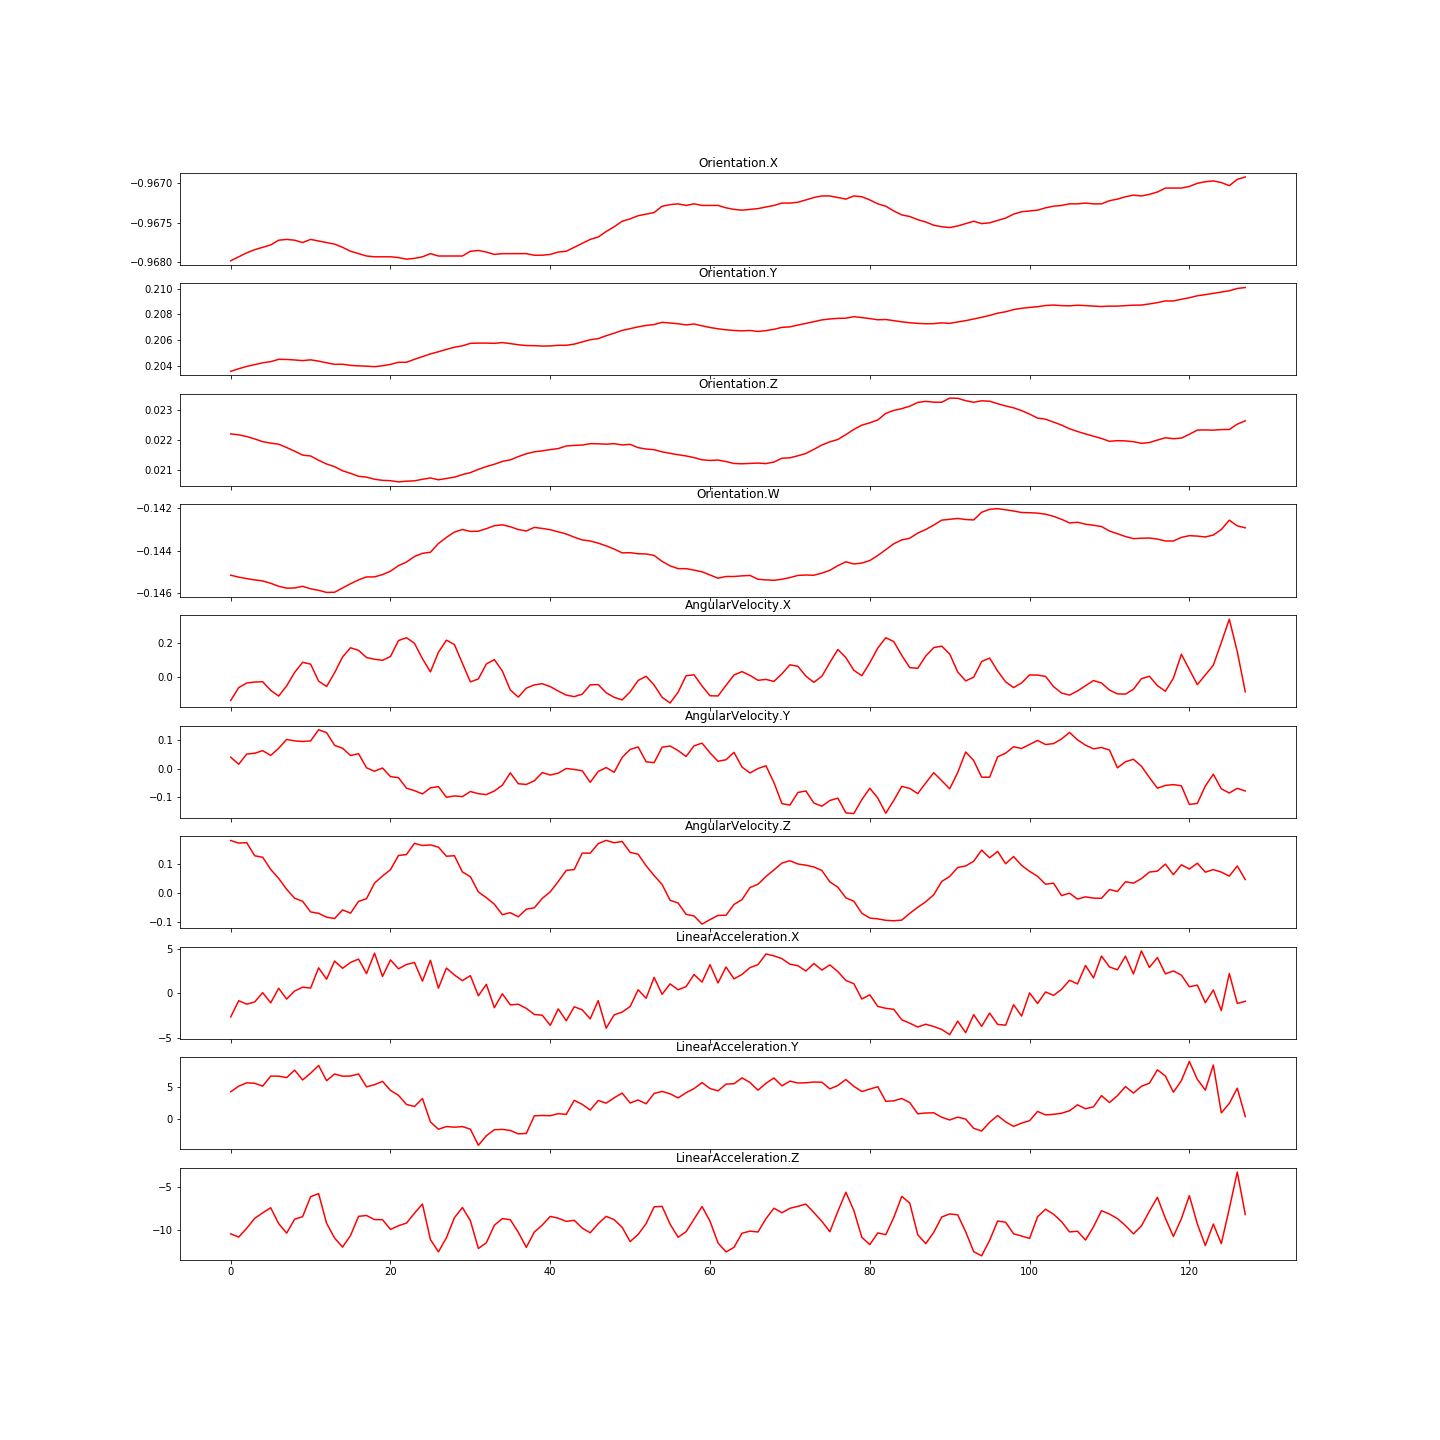 Orientation.X
−0.9670
−0.9675
−0.9680
Orientation.Y
0.210
0.208
0.206
0.204
Orientation.Z
0.023
0.022
0.021
Orientation.W
−0.142
−0.144
−0.146
AngularVelocity.X
0.2
0.0
AngularVelocity.Y
0.1
0.0
−0.1
AngularVelocity.Z
0.1
0.0
−0.1
LinearAcceleration.X
5
0
−5
LinearAcceleration.Y
5
0
LinearAcceleration.Z
−5
−10
0 20 40 60 80 100 120